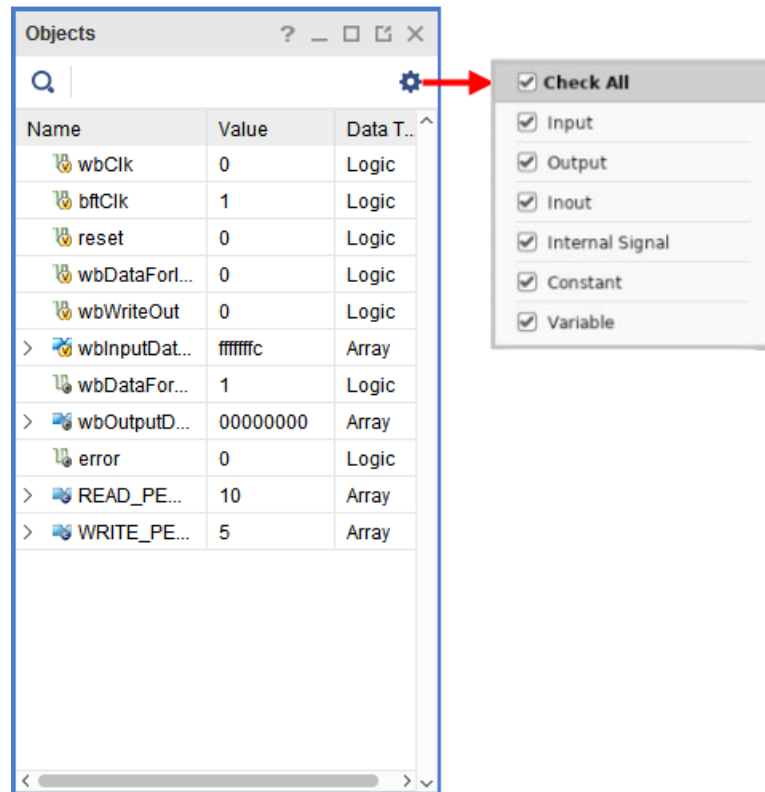 Objects ?
Name Value Data T..
wbClk 0 Logic
bftClk 1 Logic
reset 0 Logic
wbDataForI... 0 Logic
wbWriteOut 0 Logic
> wbInputDat... fffffffc Array
wbDataFor... 1 Logic
> wbOutputD... 00000000 Array
error 0 Logic
> READ_PE... 10 Array
> WRITE_PE... 5 Array
Check All
Input
Output
Inout
Internal Signal
Constant
Variable